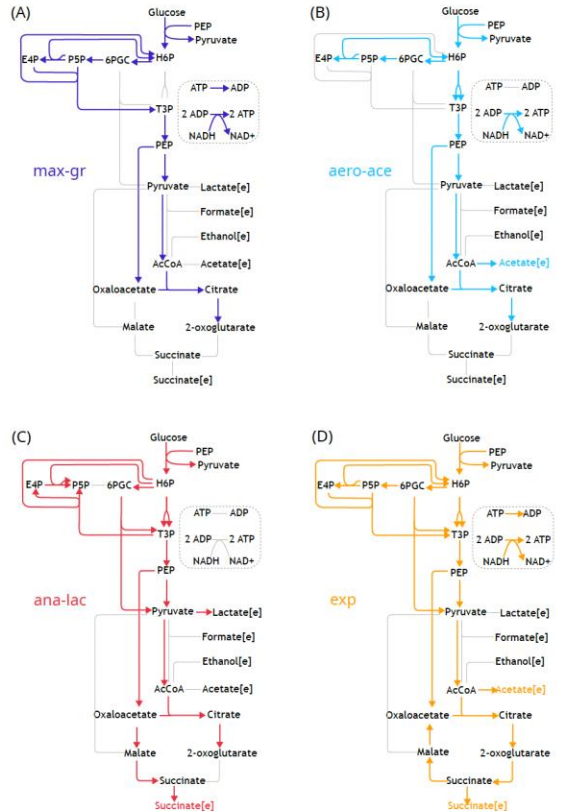 (A)
Glucose
PEP
Pyruvate
E4P P5P 6PGC H6P
ATP ADP
T3P
2 ADP 2 ATP
NADH NAD+
PEP
max-gr
Pyruvate Lactate[e]
Formate[e]
Ethanol[e]
AcCoA Acetate[e]
Oxaloacetate Citrate
Malate 2-oxoglutarate
Succinate
Succinate[e]
(B)
Glucose
PEP
Pyruvate
E4P P5P 6PGC H6P
ATP ADP
T3P
2 ADP 2 ATP
NADH NAD+
PEP
aero-ace
Pyruvate Lactate[e]
Formate[e]
Ethanol[e]
AcCoA Acetate[e]
Oxaloacetate Citrate
Malate 2-oxoglutarate
Succinate
Succinate[e]
(C)
Glucose
PEP
Pyruvate
E4P P5P 6PGC H6P
ATP ADP
T3P
2 ADP 2 ATP
NADH NAD+
PEP
ana-lac
Pyruvate Lactate[e]
Formate[e]
Ethanol[e]
AcCoA Acetate[e]
Oxaloacetate Citrate
Malate 2-oxoglutarate
Succinate
Succinate[e]
(D)
Glucose
PEP
Pyruvate
E4P P5P 6PGC H6P
ATP ADP
T3P
2 ADP 2 ATP
NADH NAD+
PEP
exp
Pyruvate Lactate[e]
Formate[e]
Ethanol[e]
AcCoA Acetate[e]
Oxaloacetate Citrate
Malate 2-oxoglutarate
Succinate
Succinate[e]